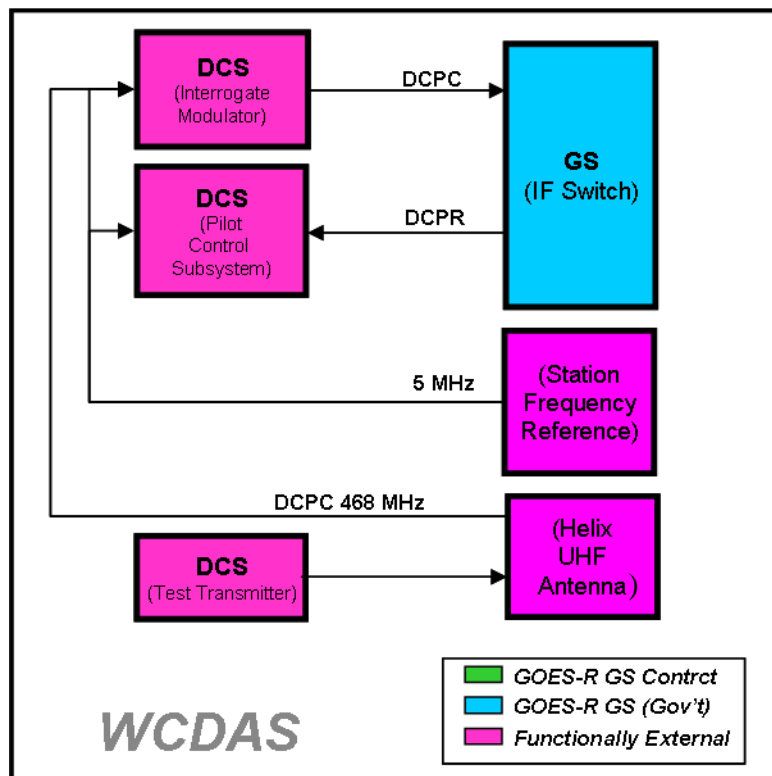 DCS
(Interrogate
Modulator)
DCPC
GS
(IF Switch)
DCS
(Pilot
Control
Subsystem)
DCPR
5 MHz
(Station
Frequency
Reference)
DCPC 468 MHz
(Helix
UHF
Antenna)
DCS
(Test Transmitter)
GOES-R GS Contrct
GOES-R GS (Gov't)
Functionally External
WCDAS